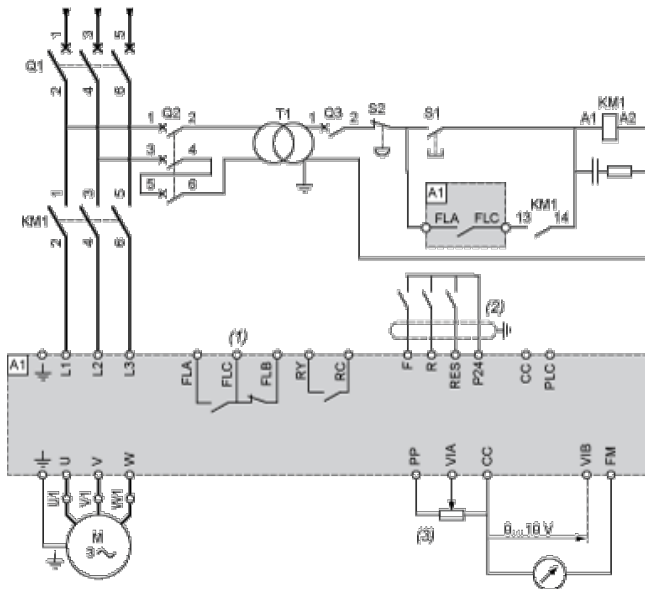 1 3 5
Q1
2 4 6
1 Q2 2
3 4
5 6
T1
1 Q3 2
S2
S1
KM1
A1 A2
A1
FLA FLC
13 KM1 14
1 3 5
KM1
2 4 6
(1)
(2)
A1
L1 L2 L3
FLA FLC FLB RY RC
F R RES P24 CC PLC
U V W
PP VIA CC VIB FM
U1 V1 W1
M
3
(3)